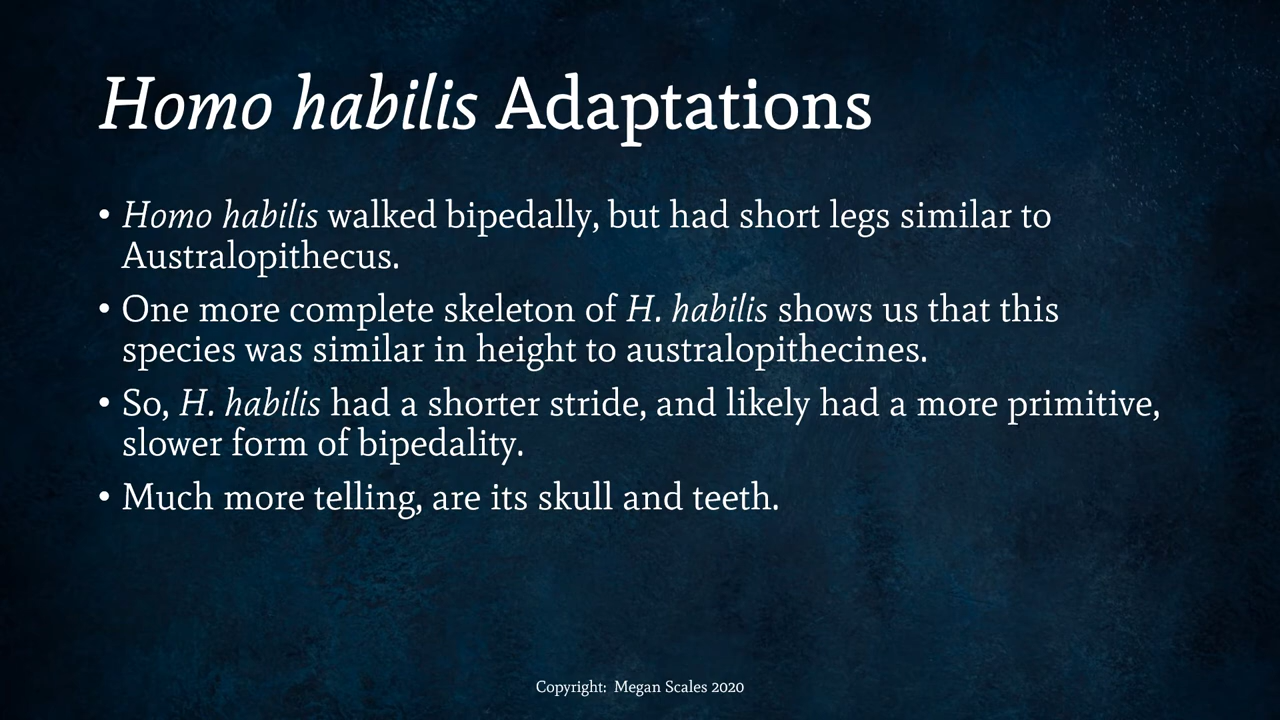 Homo habilis Adaptations
• Homo habilis walked bipedally, but had short legs similar to
Australopithecus.
• One more complete skeleton of H. habilis shows us that this
species was similar in height to australopithecines.
• So, H. habilis had a shorter stride, and likely had a more primitive,
slower form of bipedality.
• Much more telling, are its skull and teeth.
Copyright:  Megan Scales 2020